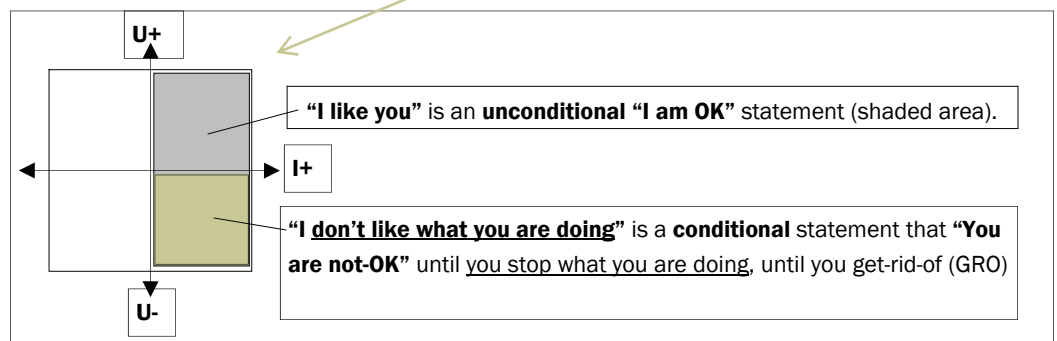 U+
“I like you” is an unconditional “I am OK” statement (shaded area).
I+
“I don’t like what you are doing” is a conditional statement that “You
are not-OK” until you stop what you are doing, until you get-rid-of (GRO)
U-